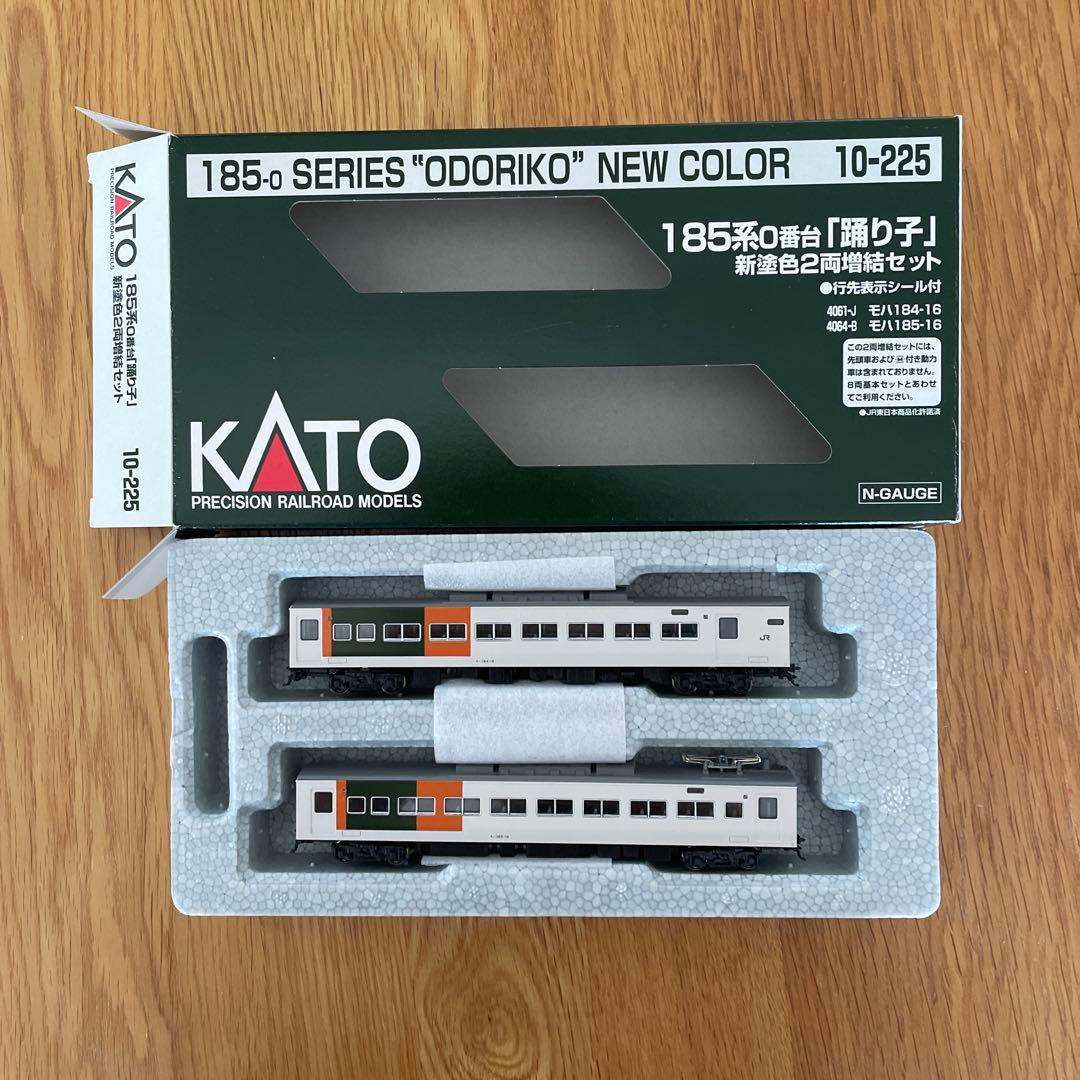 185-0 SERIES “ODORIKO” NEW COLOR 10-225
185系0番台「踊り子」
新塗色2両増結セット
●行先表示シール付
4061-J モハ184-16
4064-B モハ185-16
この2両増結セットには、
先頭車および M 付き動力
車は含まれておりません。
8両基本セットとあわせ
てご利用ください。
●JR東日本商品化許諾済
KATO
PRECISION RAILROAD MODELS
N-GAUGE
KATO
PRECISION RAILROAD MODELS
185系0番台「踊り子」
新塗色2両増結セット
10-225
JR